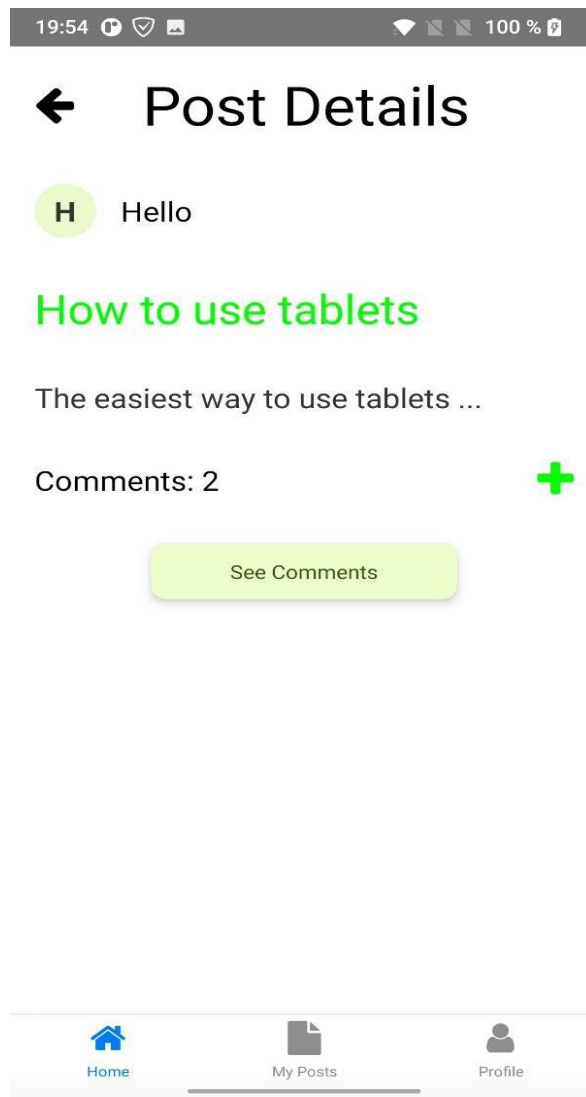 19:54 100 %
Post Details
H Hello
How to use tablets
The easiest way to use tablets ...
Comments: 2
See Comments
Home My Posts Profile